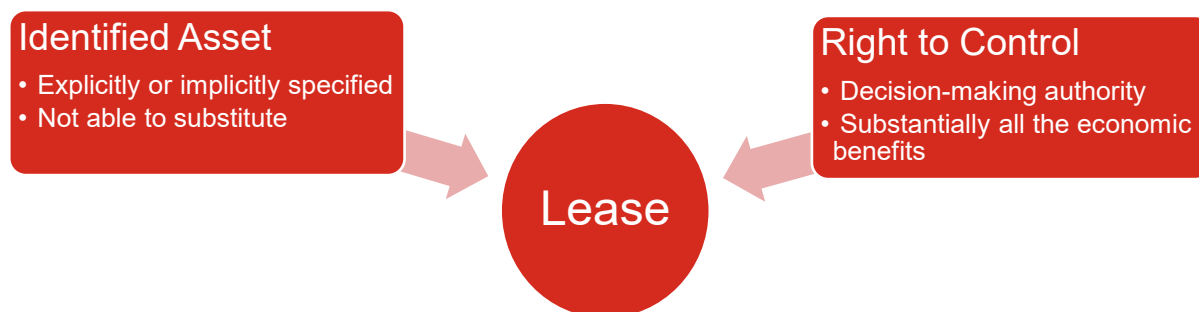 Identified Asset
• Explicitly or implicitly specified
• Not able to substitute
Right to Control
• Decision-making authority
• Substantially all the economic
benefits
Lease